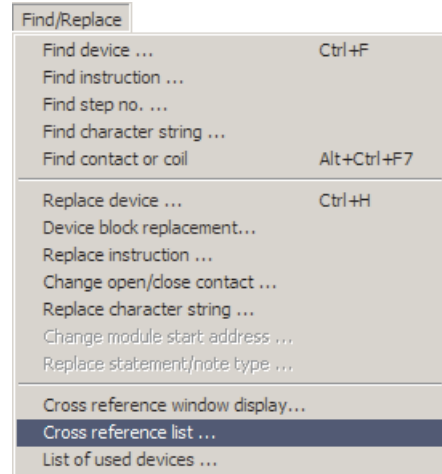 Find/Replace
Find device ... Ctrl+F
Find instruction ...
Find step no. ...
Find character string ...
Find contact or coil Alt+Ctrl+F7
Replace device ... Ctrl+H
Device block replacement...
Replace instruction ...
Change open/close contact ...
Replace character string ...
Change module start address ...
Replace statement/note type ...
Cross reference window display...
Cross reference list ...
List of used devices ...